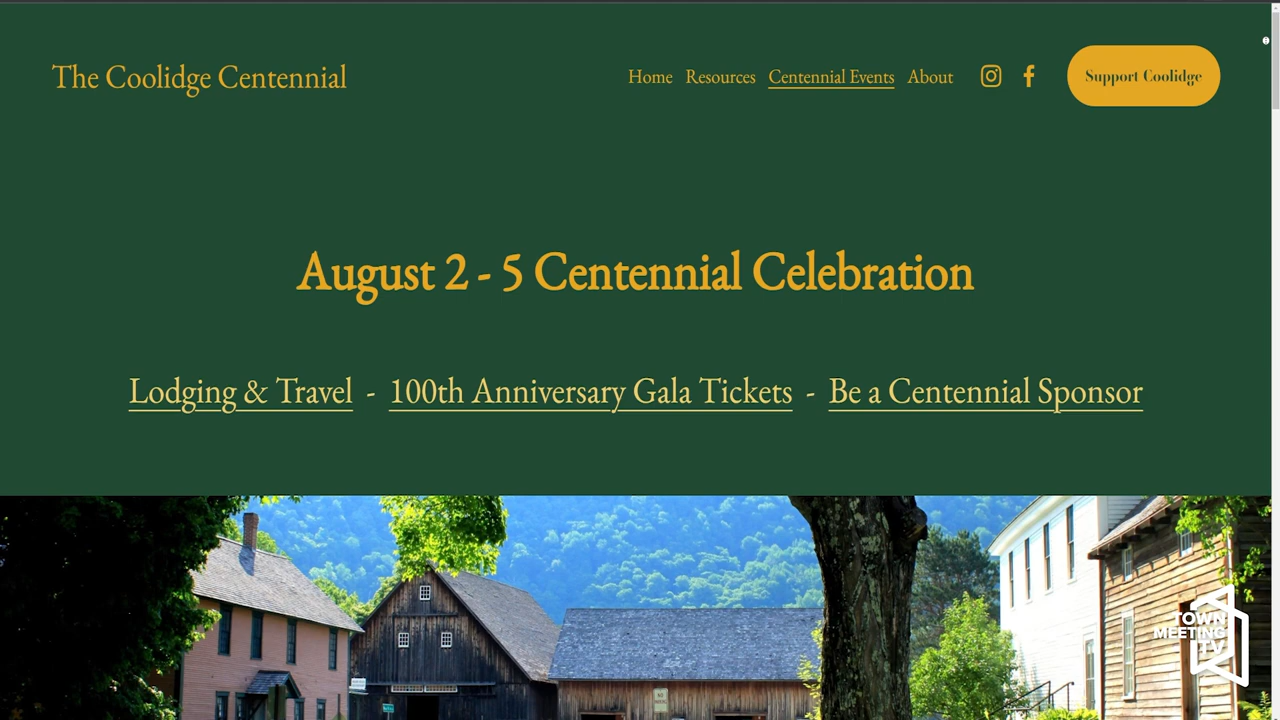 The Coolidge Centennial
Home Resources Centennial Events About
Support Coolidge
August 2 - 5 Centennial Celebration
Lodging & Travel - 100th Anniversary Gala Tickets - Be a Centennial Sponsor
TOWN
MEETING
TV